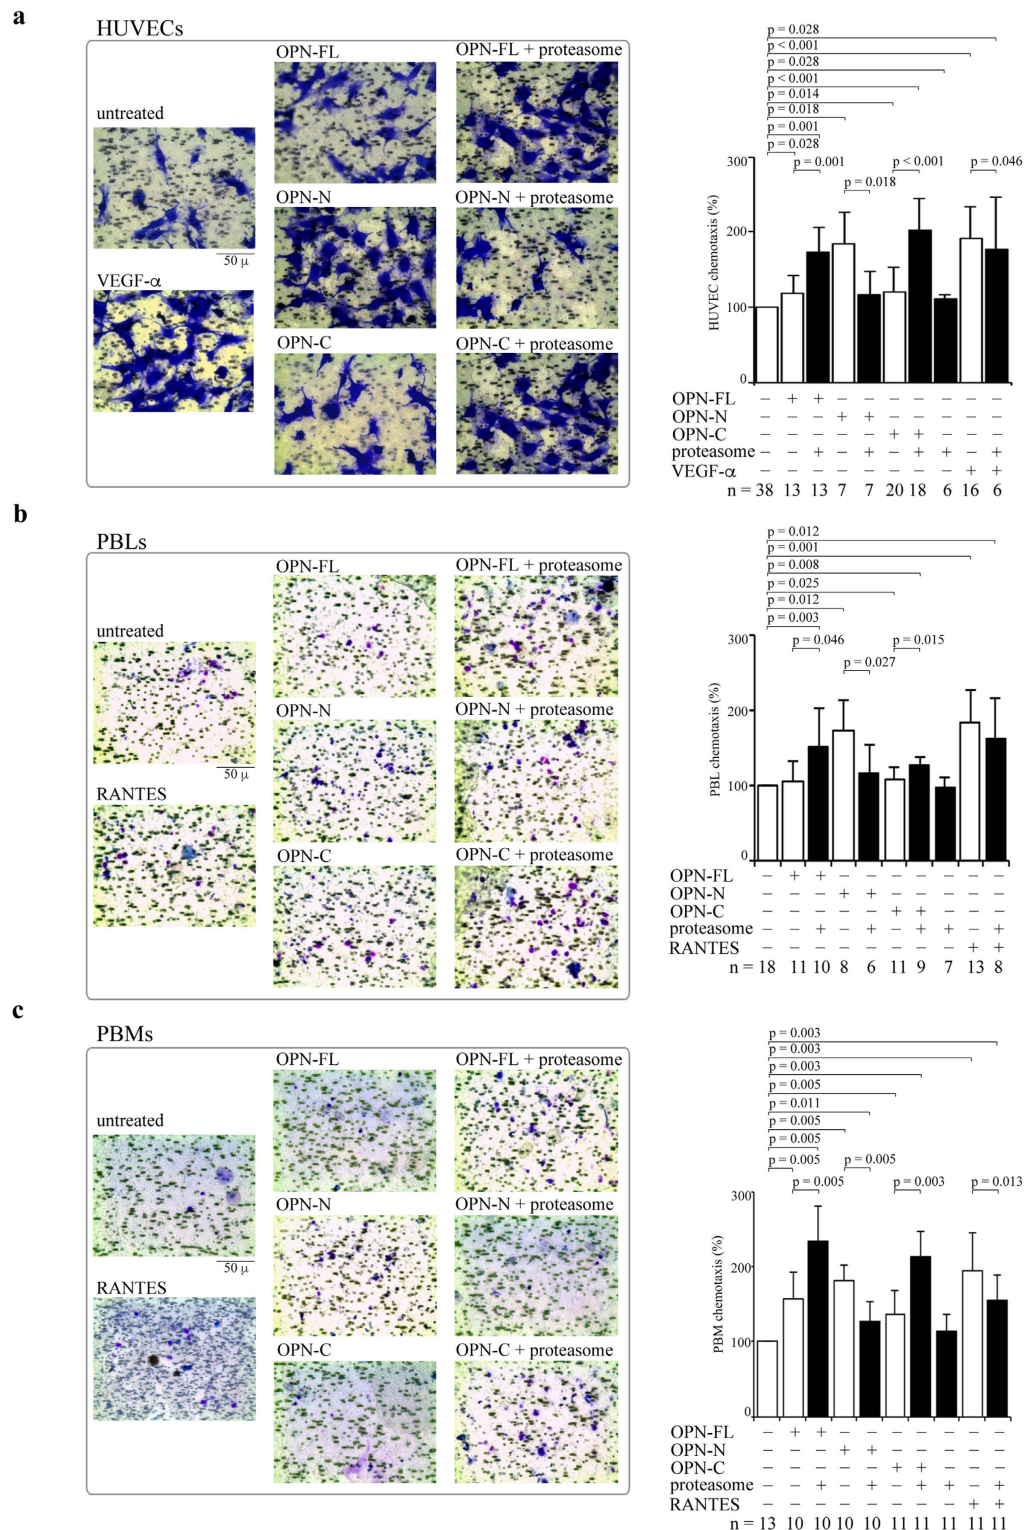 a
HUVECs
OPN-FL
OPN-FL + proteasome
untreated
50 μ
OPN-N
OPN-N + proteasome
VEGF-α
OPN-C
OPN-C + proteasome
p = 0.028
p < 0.001
p = 0.028
p < 0.001
p = 0.014
p = 0.018
p = 0.001
p = 0.028
p = 0.001
p < 0.001
p = 0.046
p = 0.018
HUVEC chemotaxis (%)
300
200
100
0
OPN-FL – + + – – – – – – –
OPN-N – – – + + – – – – –
OPN-C – – – – – + + – – –
proteasome – – + – + – + + – +
VEGF-α – – – – – – – – + +
n = 38 13 13 7 7 20 18 6 16 6
b
PBLs
OPN-FL
OPN-FL + proteasome
untreated
50 μ
OPN-N
OPN-N + proteasome
RANTES
OPN-C
OPN-C + proteasome
p = 0.012
p = 0.001
p = 0.008
p = 0.025
p = 0.012
p = 0.003
p = 0.046
p = 0.015
p = 0.027
PBL chemotaxis (%)
300
200
100
0
OPN-FL – + + – – – – – – –
OPN-N – – – + + – – – – –
OPN-C – – – – – + + – – –
proteasome – – + – + – + + – +
RANTES – – – – – – – – + +
n = 18 11 10 8 6 11 9 7 13 8
c
PBMs
OPN-FL
OPN-FL + proteasome
untreated
50 μ
OPN-N
OPN-N + proteasome
RANTES
OPN-C
OPN-C + proteasome
p = 0.003
p = 0.003
p = 0.003
p = 0.005
p = 0.011
p = 0.005
p = 0.005
p = 0.005
p = 0.005
p = 0.005
p = 0.003
p = 0.013
PBM chemotaxis (%)
300
200
100
0
OPN-FL – + + – – – – – – –
OPN-N – – – + + – – – – –
OPN-C – – – – – + + – – –
proteasome – – + – + – + + – +
RANTES – – – – – – – – + +
n = 13 10 10 10 10 11 11 11 11 11